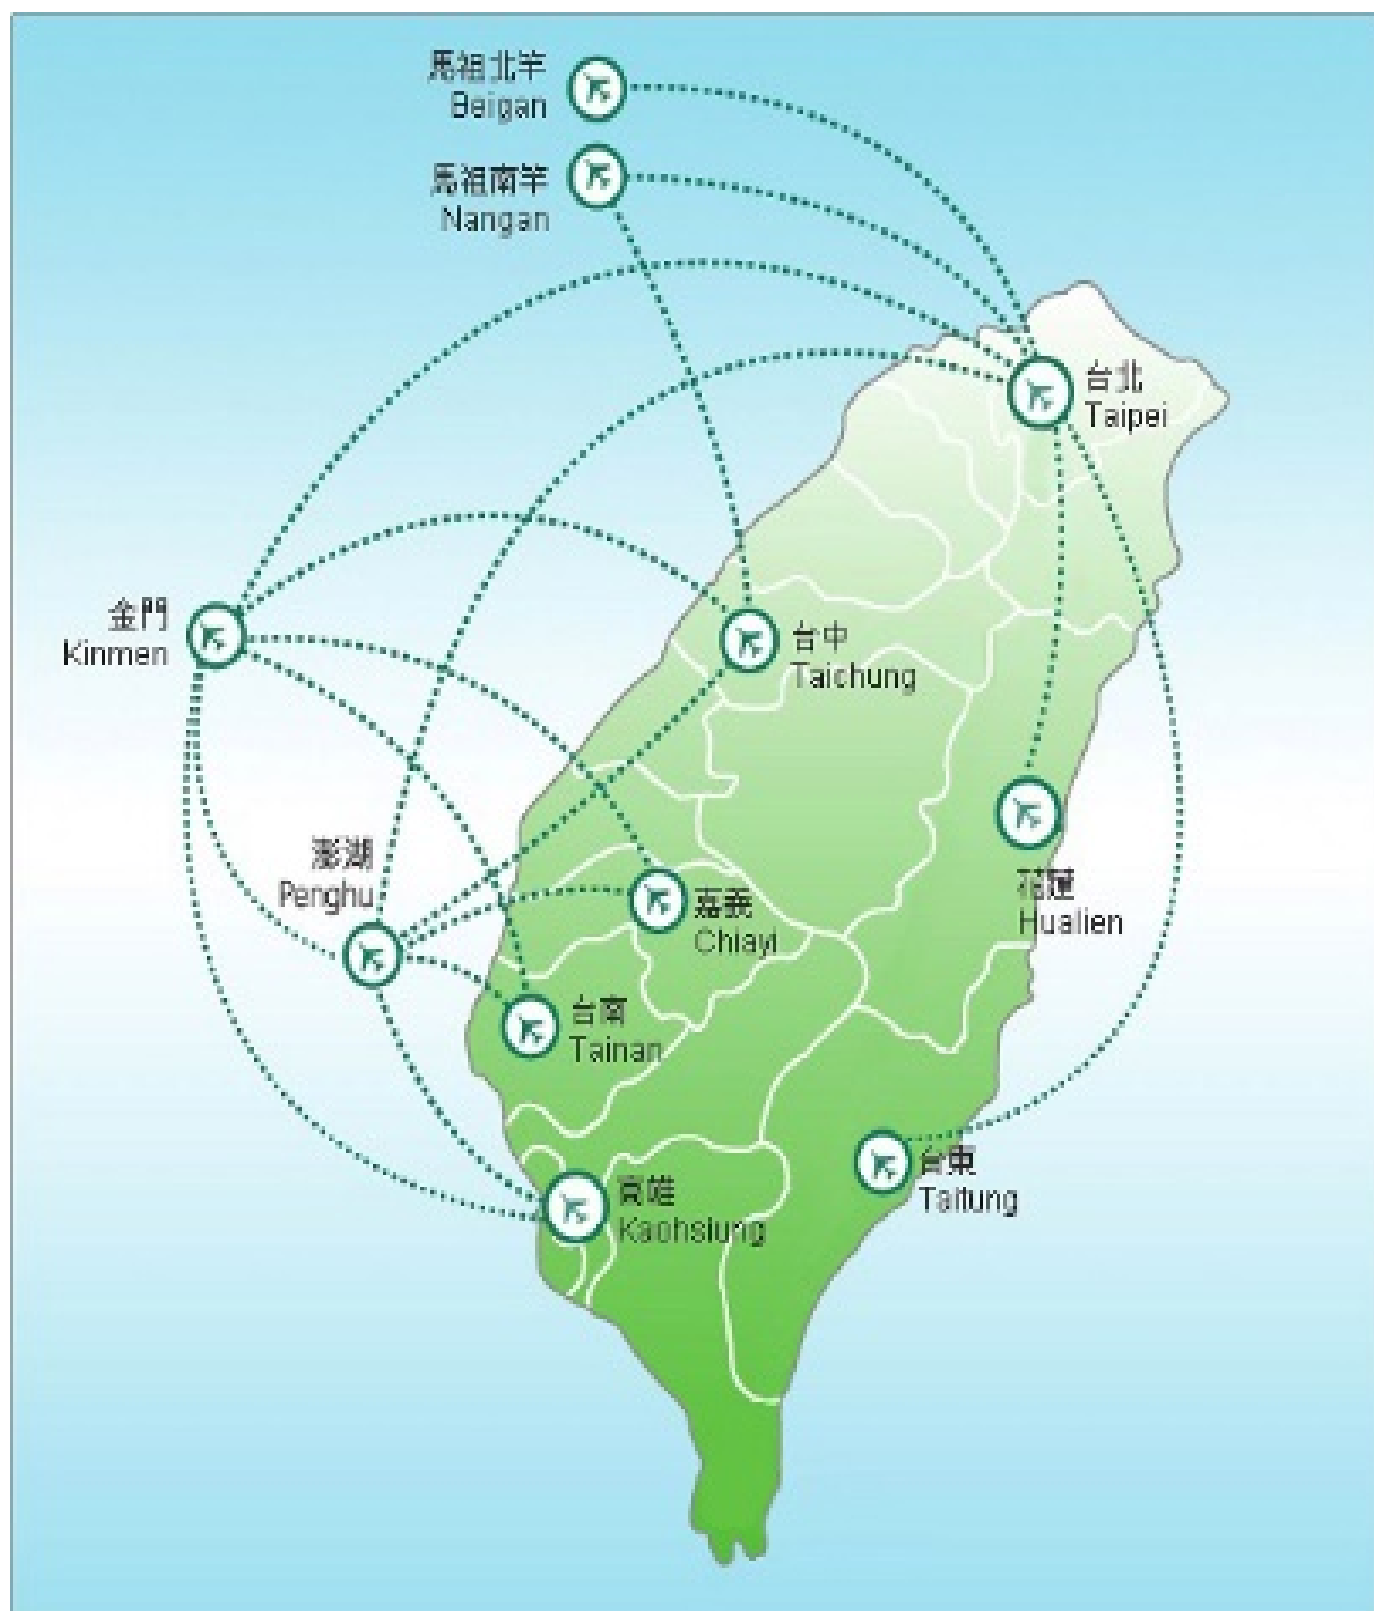 馬祖北竿
Beigan
馬祖南竿
Nangan
台北
Taipei
金門
Kinmen
台中
Taichung
澎湖
Penghu
嘉義
Chiayi
花蓮
Hualien
台南
Tainan
台東
Taitung
高雄
Kaohsiung